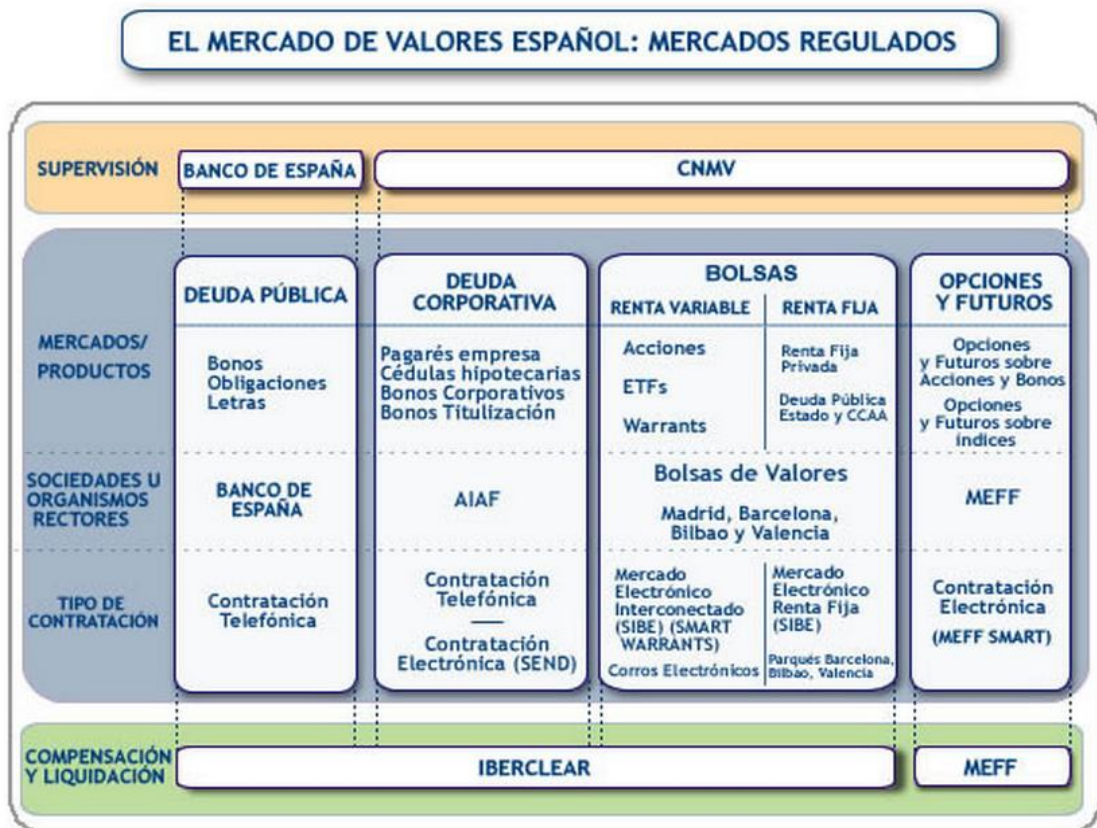 EL MERCADO DE VALORES ESPAÑOL: MERCADOS REGULADOS
SUPERVISIÓN
BANCO DE ESPAÑA
CNMV
MERCADOS/
PRODUCTOS
DEUDA PÚBLICA
Bonos
Obligaciones
Letras
DEUDA
CORPORATIVA
Pagarés empresa
Cédulas hipotecarias
Bonos Corporativos
Bonos Titulización
BOLSAS
RENTA VARIABLE
Acciones
ETFs
Warrants
RENTA FIJA
Renta Fija
Privada
Deuda Pública
Estado y CCAA
OPCIONES
Y FUTUROS
Opciones
y Futuros sobre
Acciones y Bonos
Opciones
y Futuros sobre
índices
SOCIEDADES U
ORGANISMOS
RECTORES
BANCO DE
ESPAÑA
AIAF
Bolsas de Valores
Madrid, Barcelona,
Bilbao y Valencia
MEFF
TIPO DE
CONTRATACIÓN
Contratación
Telefónica
Contratación
Telefónica
Contratación
Electrónica (SEND)
Mercado
Electrónico
Interconectado
(SIBE) (SMART
WARRANTS)
Corros Electrónicos
Mercado
Electrónico
Renta Fija
(SIBE)
Parqués Barcelona,
Bilbao, Valencia
Contratación
Electrónica
(MEFF SMART)
COMPENSACIÓN
Y LIQUIDACIÓN
IBERCLEAR
MEFF